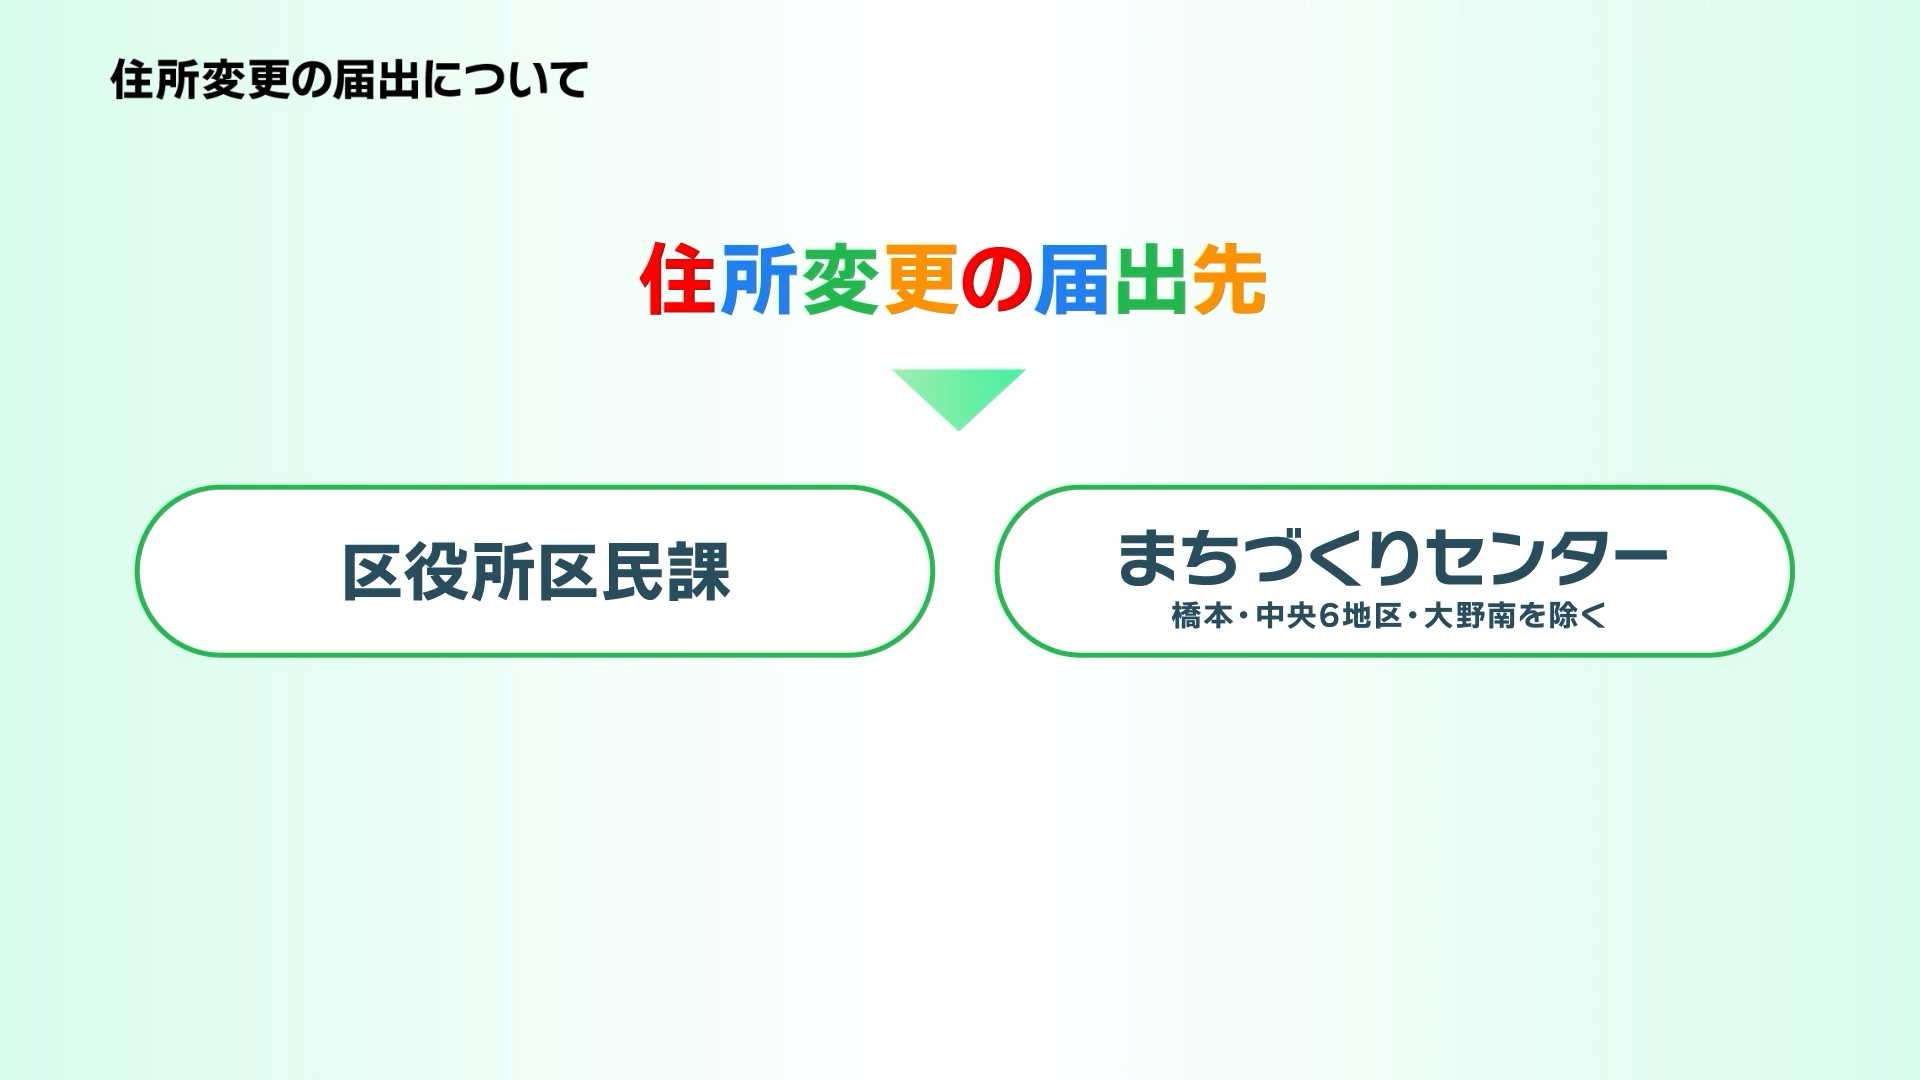 住所変更の届出について
住所変更の届出先
区役所区民課
まちづくりセンター
橋本・中央6地区・大野南を除く